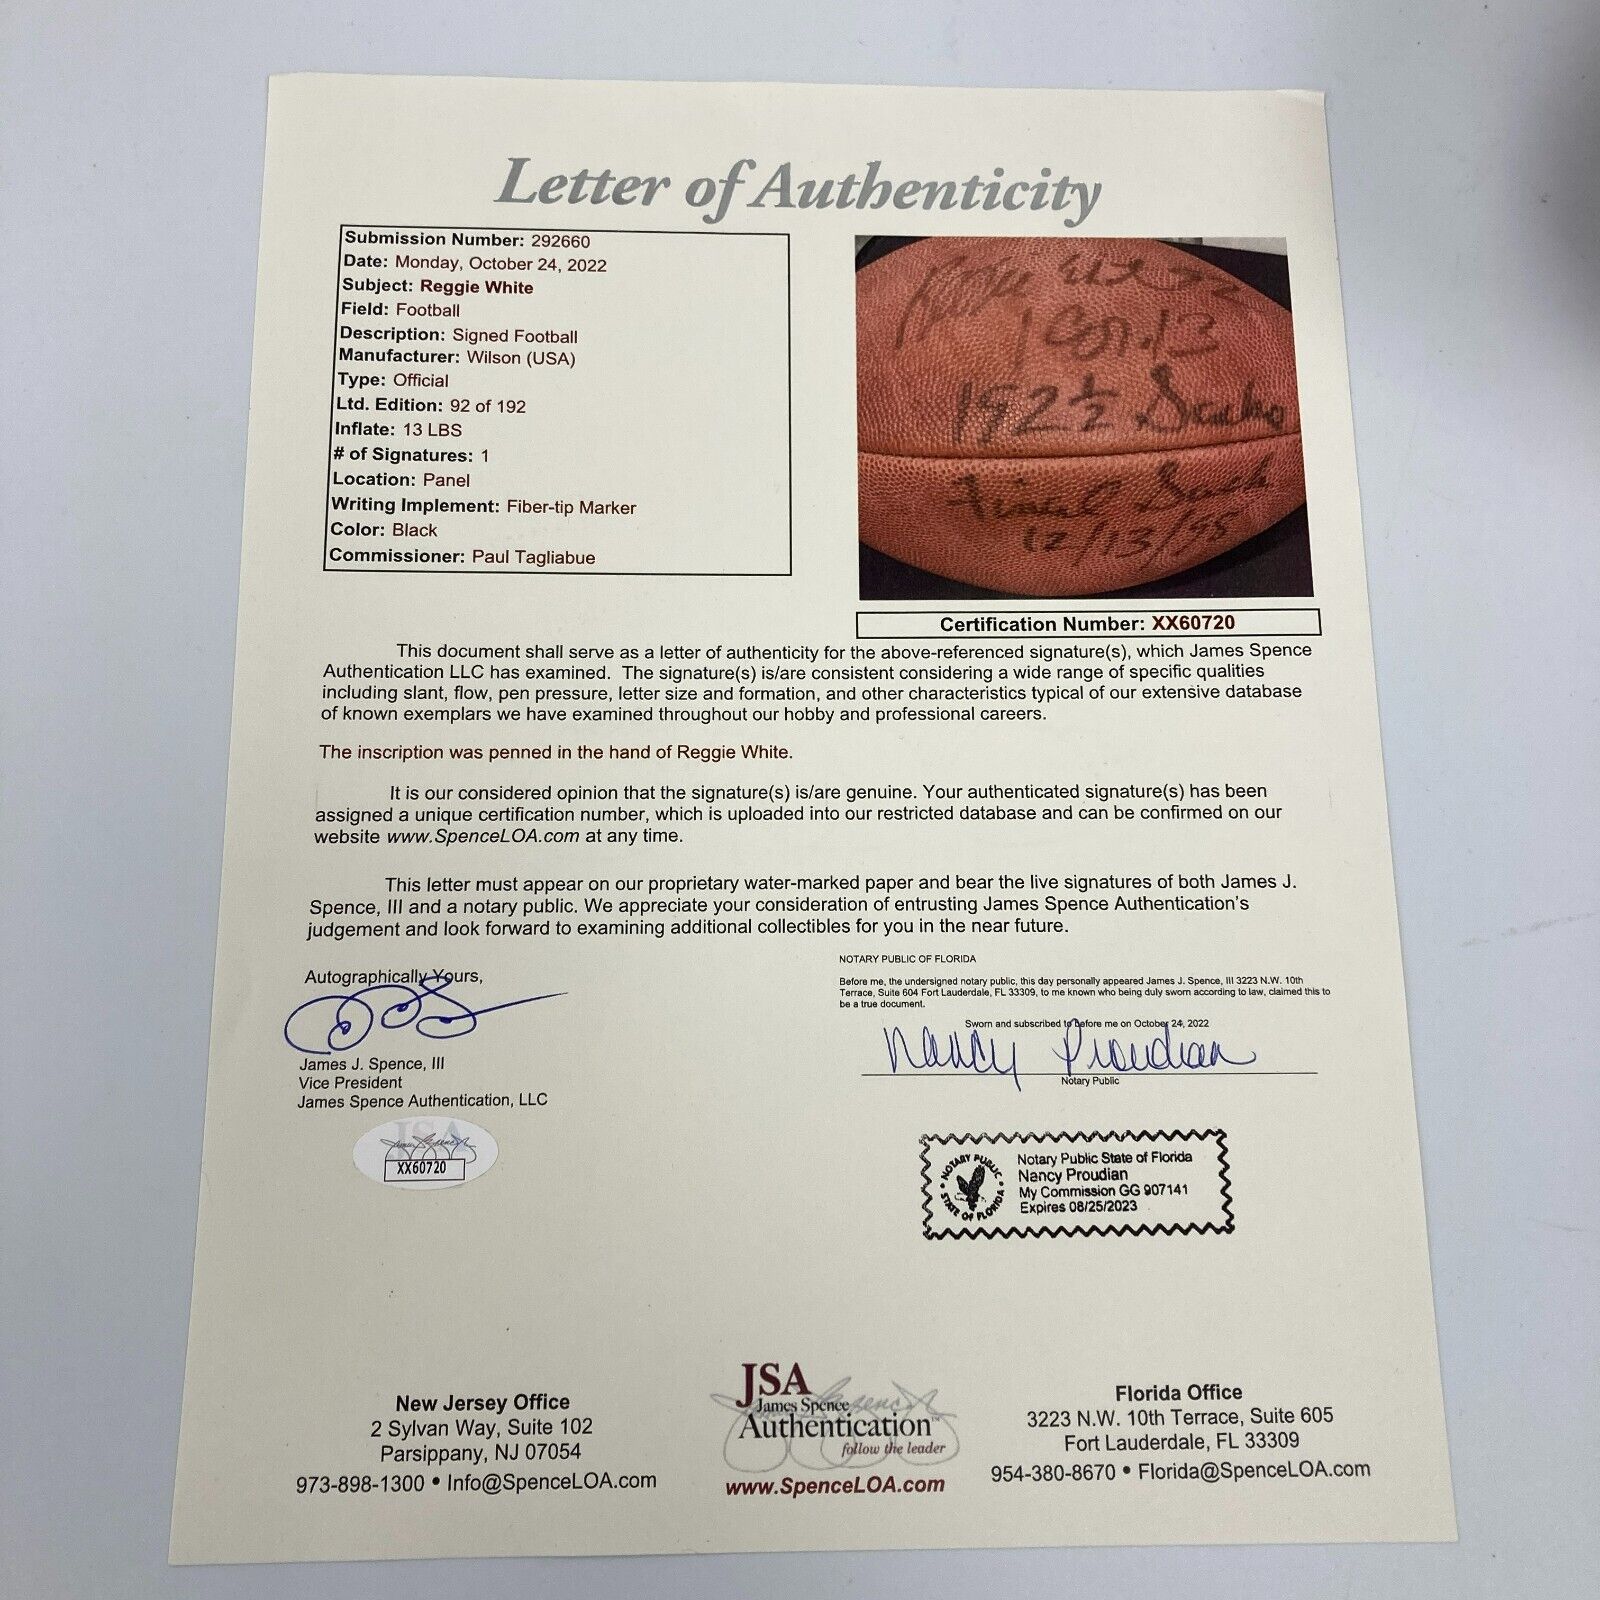 Letter of Authenticity
Submission Number: 292660
Date: Monday, October 24, 2022
Subject: Reggie White
Field: Football
Description: Signed Football
Manufacturer: Wilson (USA)
Type: Official
Ltd. Edition: 92 of 192
Inflate: 13 LBS
# of Signatures: 1
Location: Panel
Writing Implement: Fiber-tip Marker
Color: Black
Commissioner: Paul Tagliabue
192½ Sacks
Final Sack
Certification Number: XX60720
This document shall serve as a letter of authenticity for the above-referenced signature(s), which James Spence
Authentication LLC has examined. The signature(s) is/are consistent considering a wide range of specific qualities
including slant, flow, pen pressure, letter size and formation, and other characteristics typical of our extensive database
of known exemplars we have examined throughout our hobby and professional careers.
The inscription was penned in the hand of Reggie White.
It is our considered opinion that the signature(s) is/are genuine. Your authenticated signature(s) has been
assigned a unique certification number, which is uploaded into our restricted database and can be confirmed on our
website www.SpenceLOA.com at any time.
This letter must appear on our proprietary water-marked paper and bear the live signatures of both James J.
Spence, III and a notary public. We appreciate your consideration of entrusting James Spence Authentication's
judgement and look forward to examining additional collectibles for you in the near future.
Autographically Yours,
James J. Spence, III
Vice President
James Spence Authentication, LLC
JSA
XX60720
NOTARY PUBLIC OF FLORIDA
Before me, the undersigned notary public, this day personally appeared James J. Spence, III 3223 N.W. 10th
Terrace, Suite 604 Fort Lauderdale, FL 33309, to me known who being duly sworn according to law, claimed this to
be a true document.
Sworn and subscribed to before me on October 24, 2022
Nancy Proudian
Notary Public
NOTARY PUBLIC
STATE OF FLORIDA
Notary Public State of Florida
Nancy Proudian
My Commission GG 907141
Expires 08/25/2023
New Jersey Office
2 Sylvan Way, Suite 102
Parsippany, NJ 07054
973-898-1300 • Info@SpenceLOA.com
JSA
James Spence
Authentication™
follow the leader
www.SpenceLOA.com
Florida Office
3223 N.W. 10th Terrace, Suite 605
Fort Lauderdale, FL 33309
954-380-8670 • Florida@SpenceLOA.com